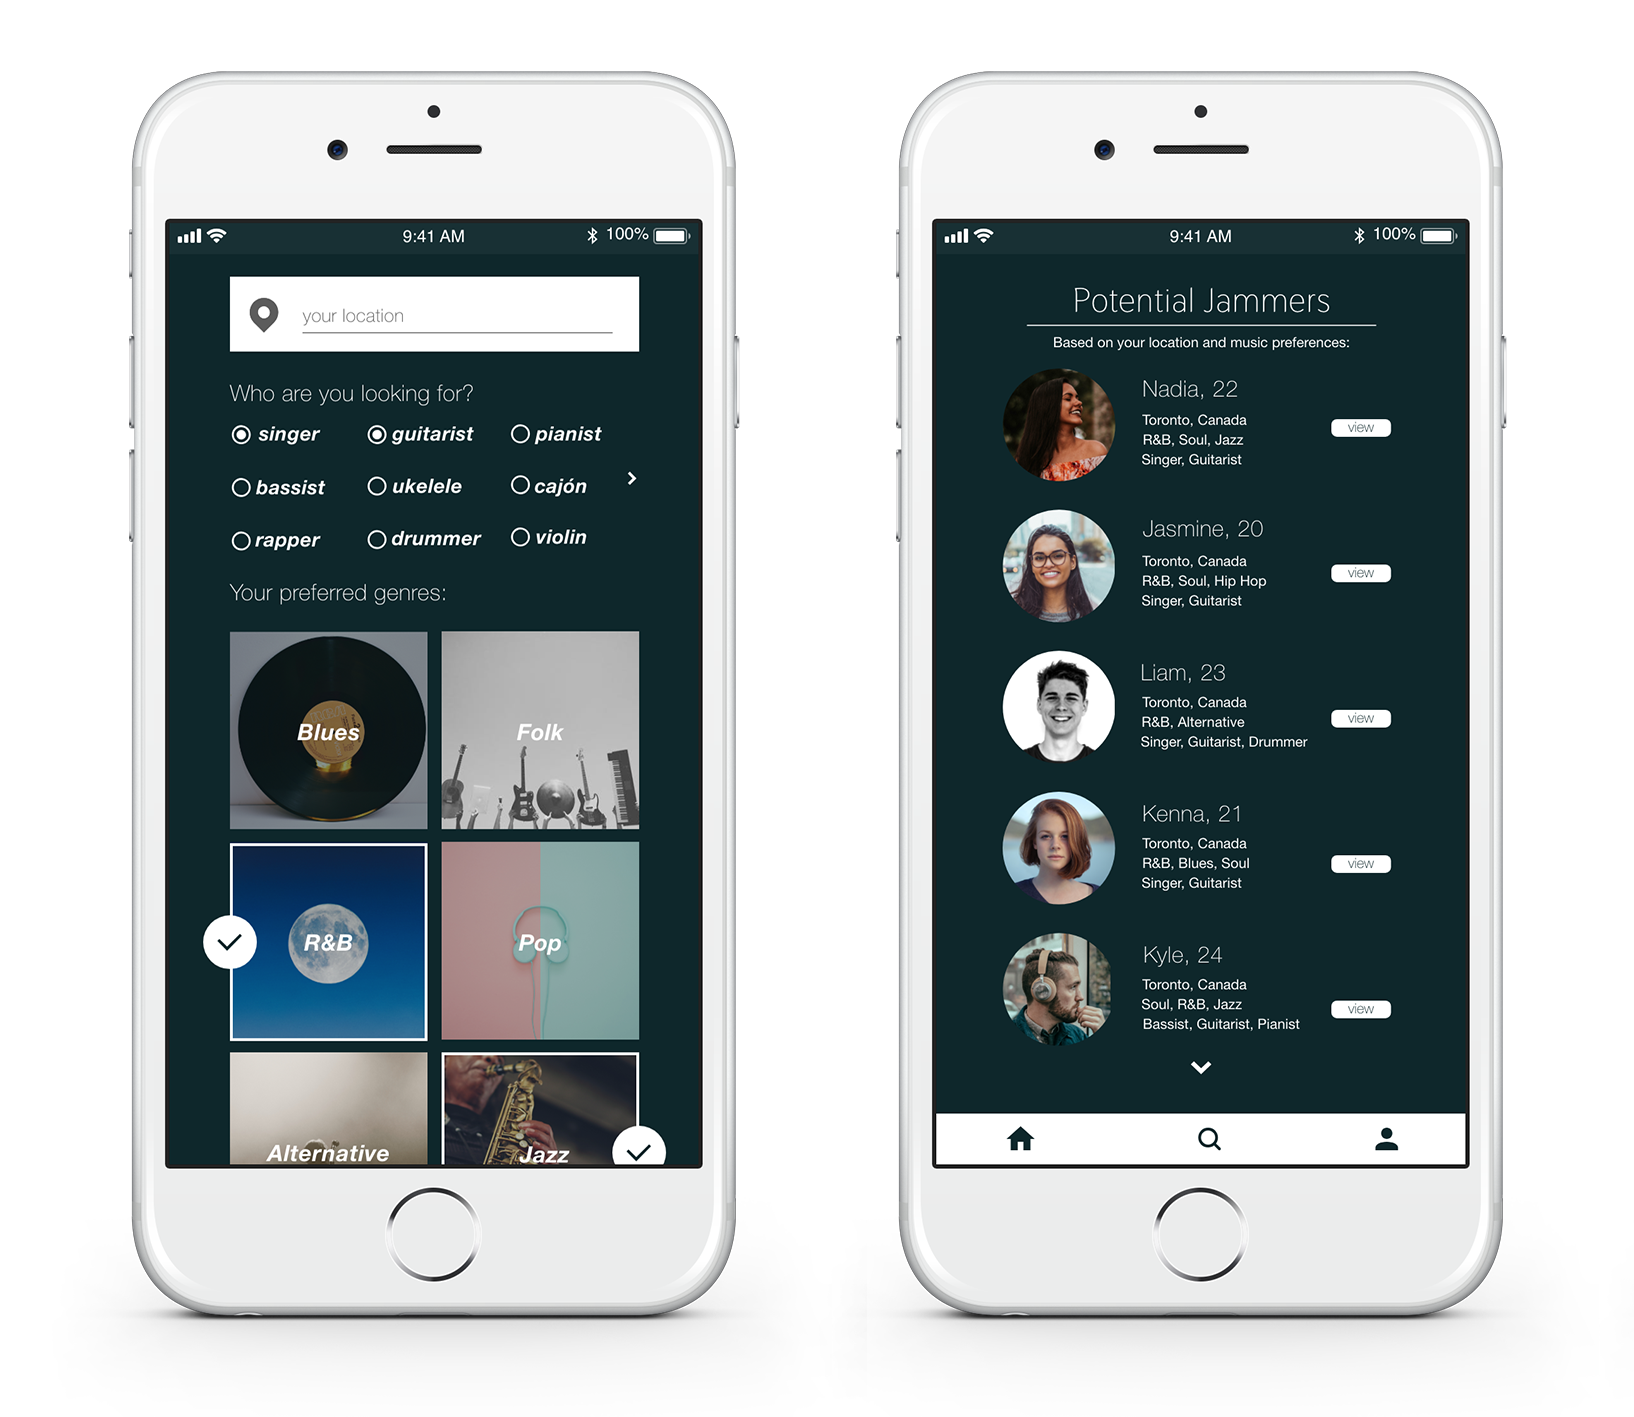 9:41 AM
100%
your location
Who are you looking for?
singer guitarist pianist
bassist ukelele cajón
rapper drummer violin
Your preferred genres:
Blues Folk
R&B Pop
Alternative Jazz
9:41 AM
100%
Potential Jammers
Based on your location and music preferences:
Nadia, 22
Toronto, Canada
view
R&B, Soul, Jazz
Singer, Guitarist
Jasmine, 20
Toronto, Canada
view
R&B, Soul, Hip Hop
Singer, Guitarist
Liam, 23
Toronto, Canada
view
R&B, Alternative
Singer, Guitarist, Drummer
Kenna, 21
Toronto, Canada
view
R&B, Blues, Soul
Singer, Guitarist
Kyle, 24
Toronto, Canada
view
Soul, R&B, Jazz
Bassist, Guitarist, Pianist